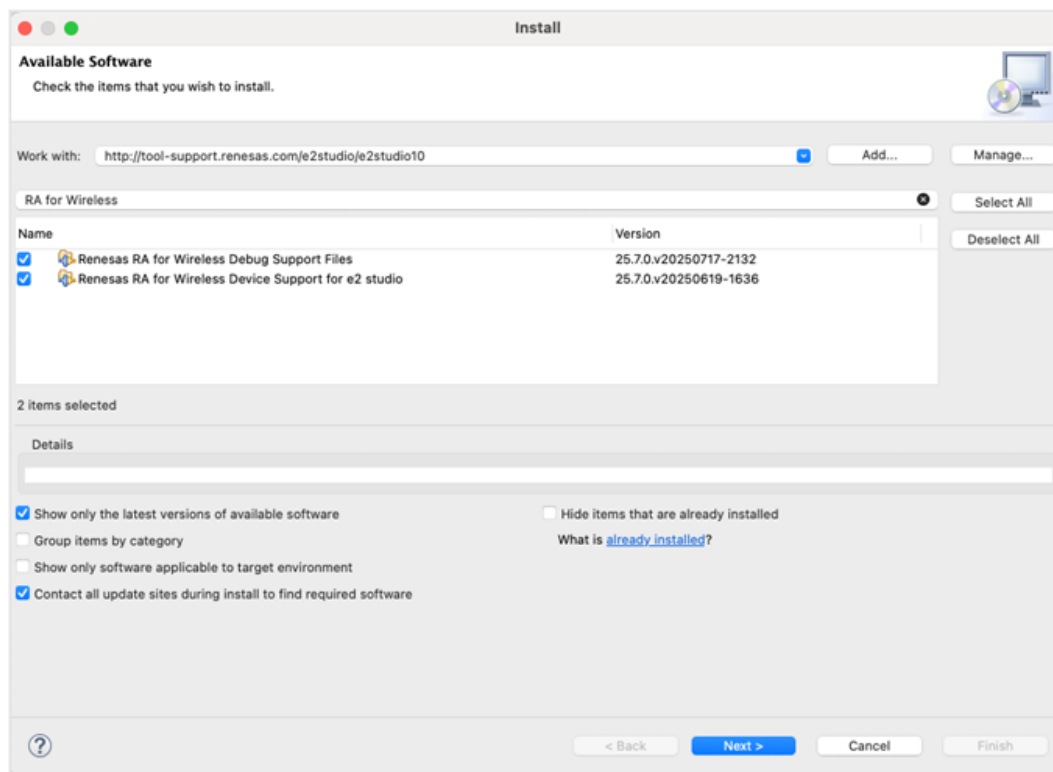 Install
Available Software
Check the items that you wish to install.
Work with: http://tool-support.renesas.com/e2studio/e2studio10 Add... Manage...
RA for Wireless Select All
Name Version Deselect All
Renesas RA for Wireless Debug Support Files 25.7.0.v20250717-2132
Renesas RA for Wireless Device Support for e2 studio 25.7.0.v20250619-1636
2 items selected
Details
Show only the latest versions of available software Hide items that are already installed
Group items by category What is already installed?
Show only software applicable to target environment
Contact all update sites during install to find required software
? < Back Next > Cancel Finish